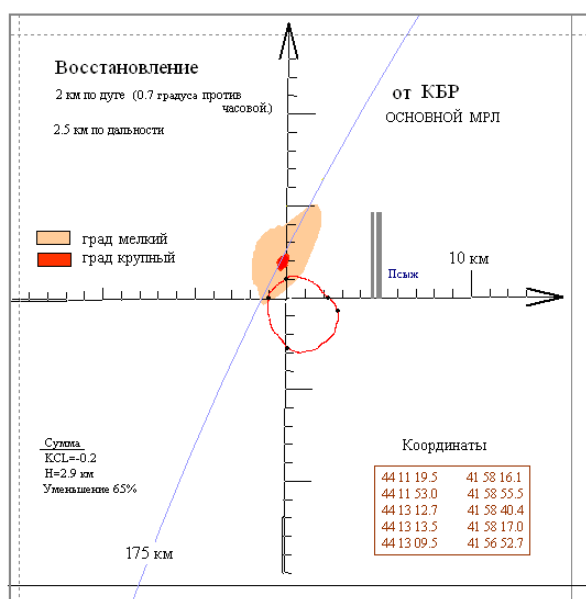 Восстановление
2 км по дуге (0.7 градуса против
часовой.)
2.5 км по дальности
от КБР
ОСНОВНОЙ МРЛ
град мелкий
град крупный
Псыж
10 км
Сумма
KCL=-0.2
H=2.9 км
Уменьшение 65%
175 км
Координаты
44 11 19.5 41 58 16.1
44 11 53.0 41 58 55.5
44 13 12.7 41 58 40.4
44 13 13.5 41 58 17.0
44 13 09.5 41 56 52.7